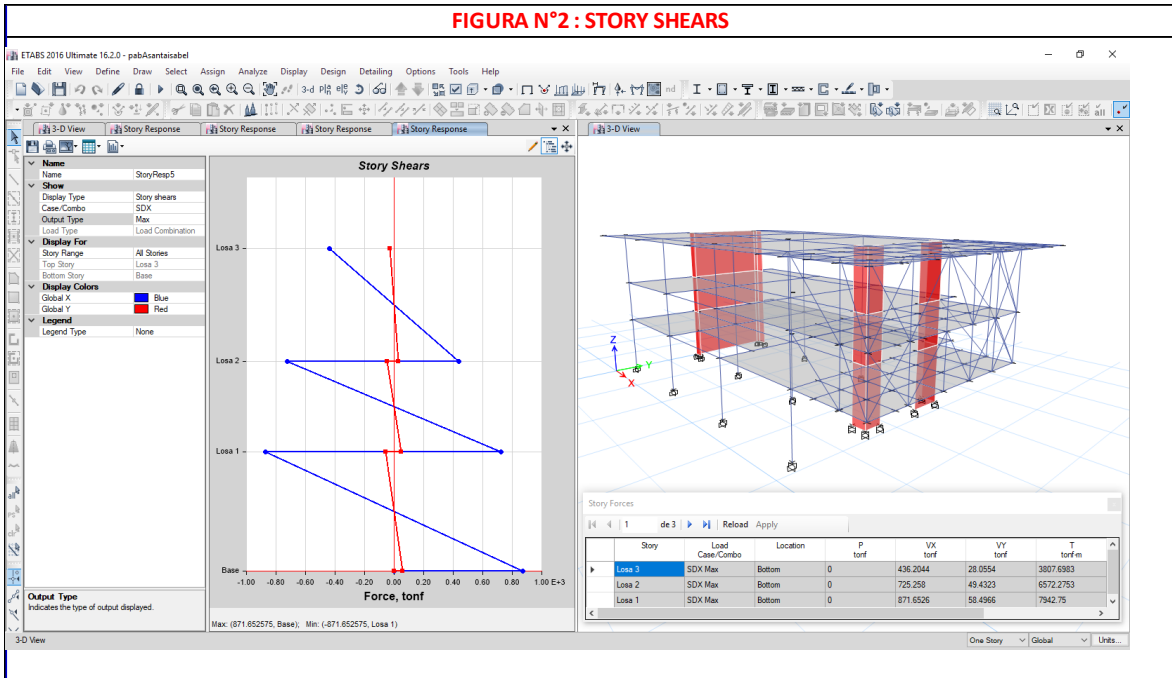 FIGURA N°2 : STORY SHEARS
ETABS 2016 Ultimate 16.2.0 - pabAsantaisabel
File Edit View Define Draw Select Assign Analyze Display Design Detailing Options Tools Help
3-d nd
all
3-D View Story Response Story Response Story Response Story Response
3-D View
Name
Name StoryResp5
Show
Display Type Story shears
Case/Combo SDX
Output Type Max
Load Type Load Combination
Display For
Story Range All Stories
Top Story Losa 3
Bottom Story Base
Display Colors
Global X Blue
Global Y Red
Legend
Legend Type None
Story Shears
Losa 3
Losa 2
Losa 1
Base
-1.00 -0.80 -0.60 -0.40 -0.20 0.00 0.20 0.40 0.60 0.80 1.00 E+3
Force, tonf
Max: (871.652575, Base); Min: (-871.652575, Losa 1)
Output Type
Indicates the type of output displayed.
Z
Y
X
Story Forces
1 de 3 Reload Apply
Story Load Case/Combo Location P tonf VX tonf VY tonf T tonf-m
Losa 3 SDX Max Bottom 0 436.2044 28.0554 3807.6983
Losa 2 SDX Max Bottom 0 725.258 49.4323 6572.2753
Losa 1 SDX Max Bottom 0 871.6526 58.4966 7942.75
3-D View One Story Global Units...